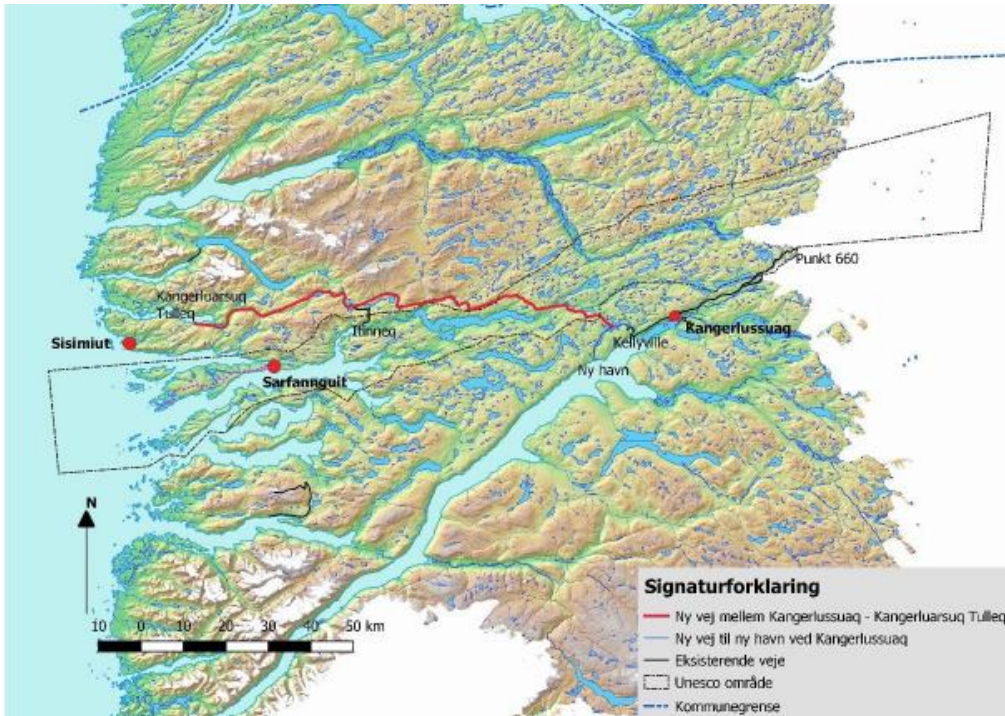 Punkt 660
Kangerluarsuq
Tulleq
Itinneq
Kangerlussuaq
Sisimiut
Kellyville
Sarfannguit
Ny havn
N
10 0 10 20 30 40 50 km
Signaturforklaring
Ny vej mellem Kangerlussuaq - Kangerluarsuq Tulleq
Ny vej til ny havn ved Kangerlussuaq
Eksisterende veje
Unesco område
Kommunegrense